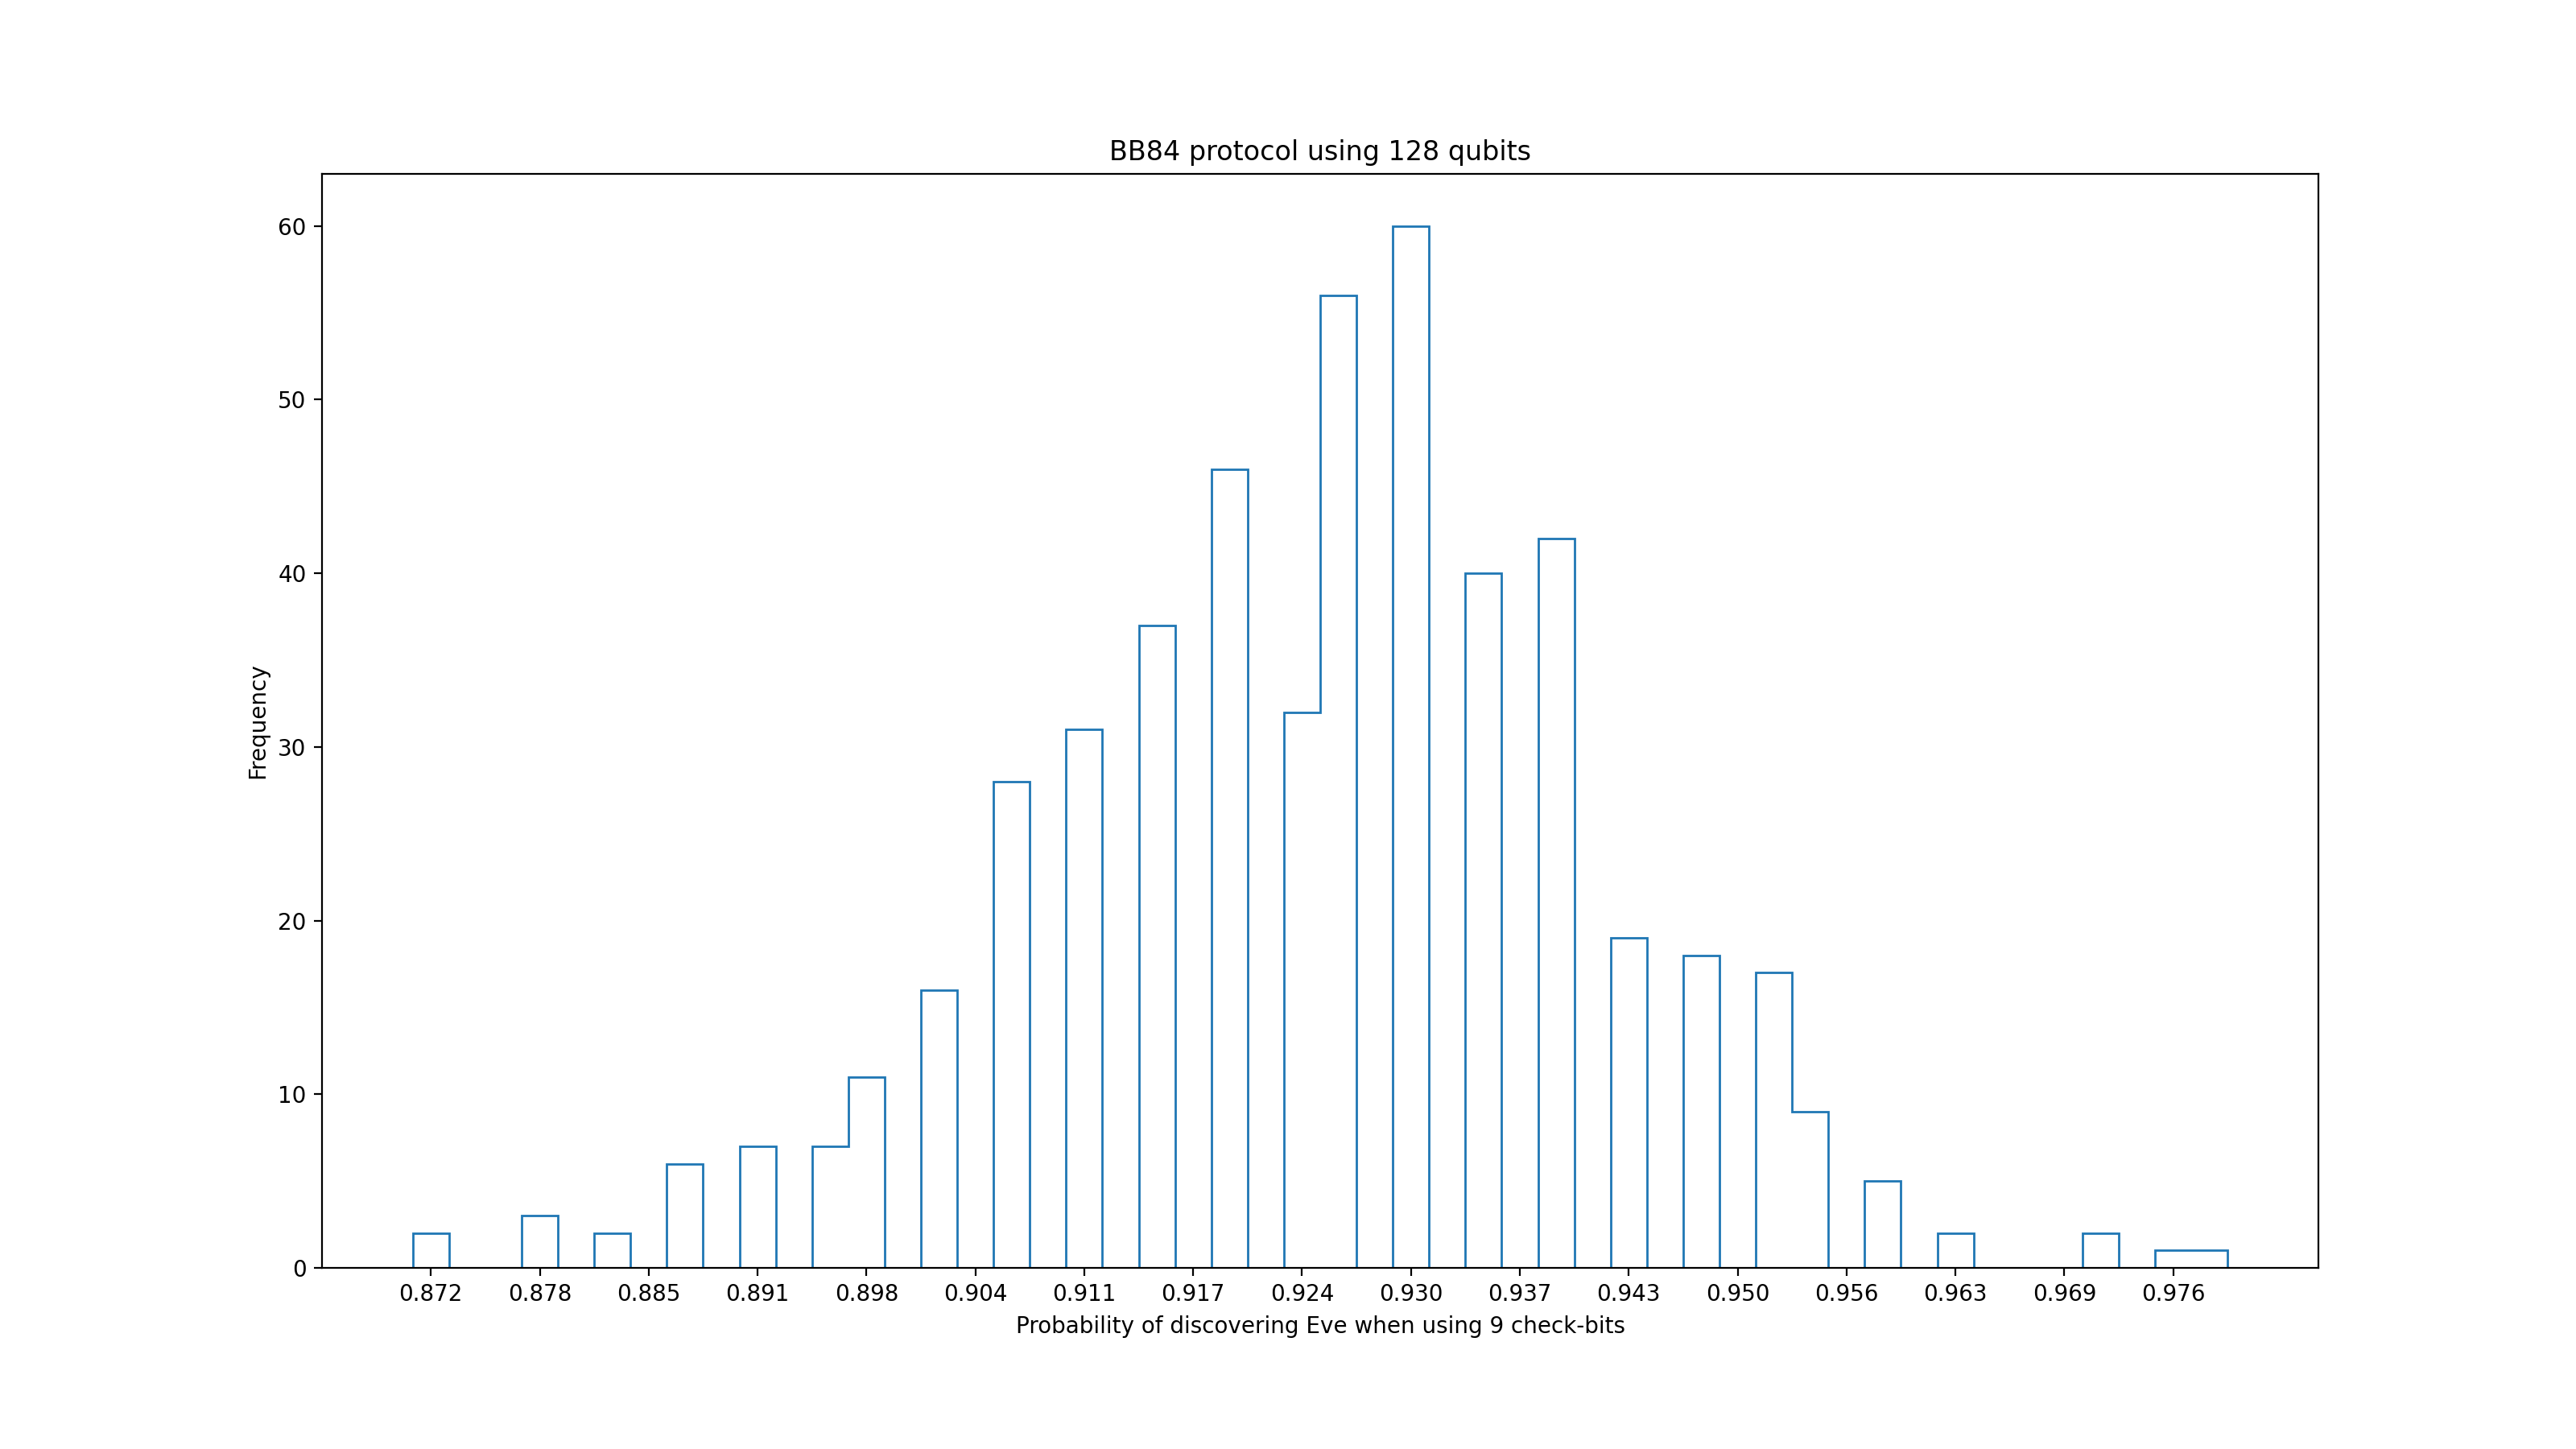 BB84 protocol using 128 qubits
Frequency
60
50
40
30
20
10
0
0.872 0.878 0.885 0.891 0.898 0.904 0.911 0.917 0.924 0.930 0.937 0.943 0.950 0.956 0.963 0.969 0.976
Probability of discovering Eve when using 9 check-bits